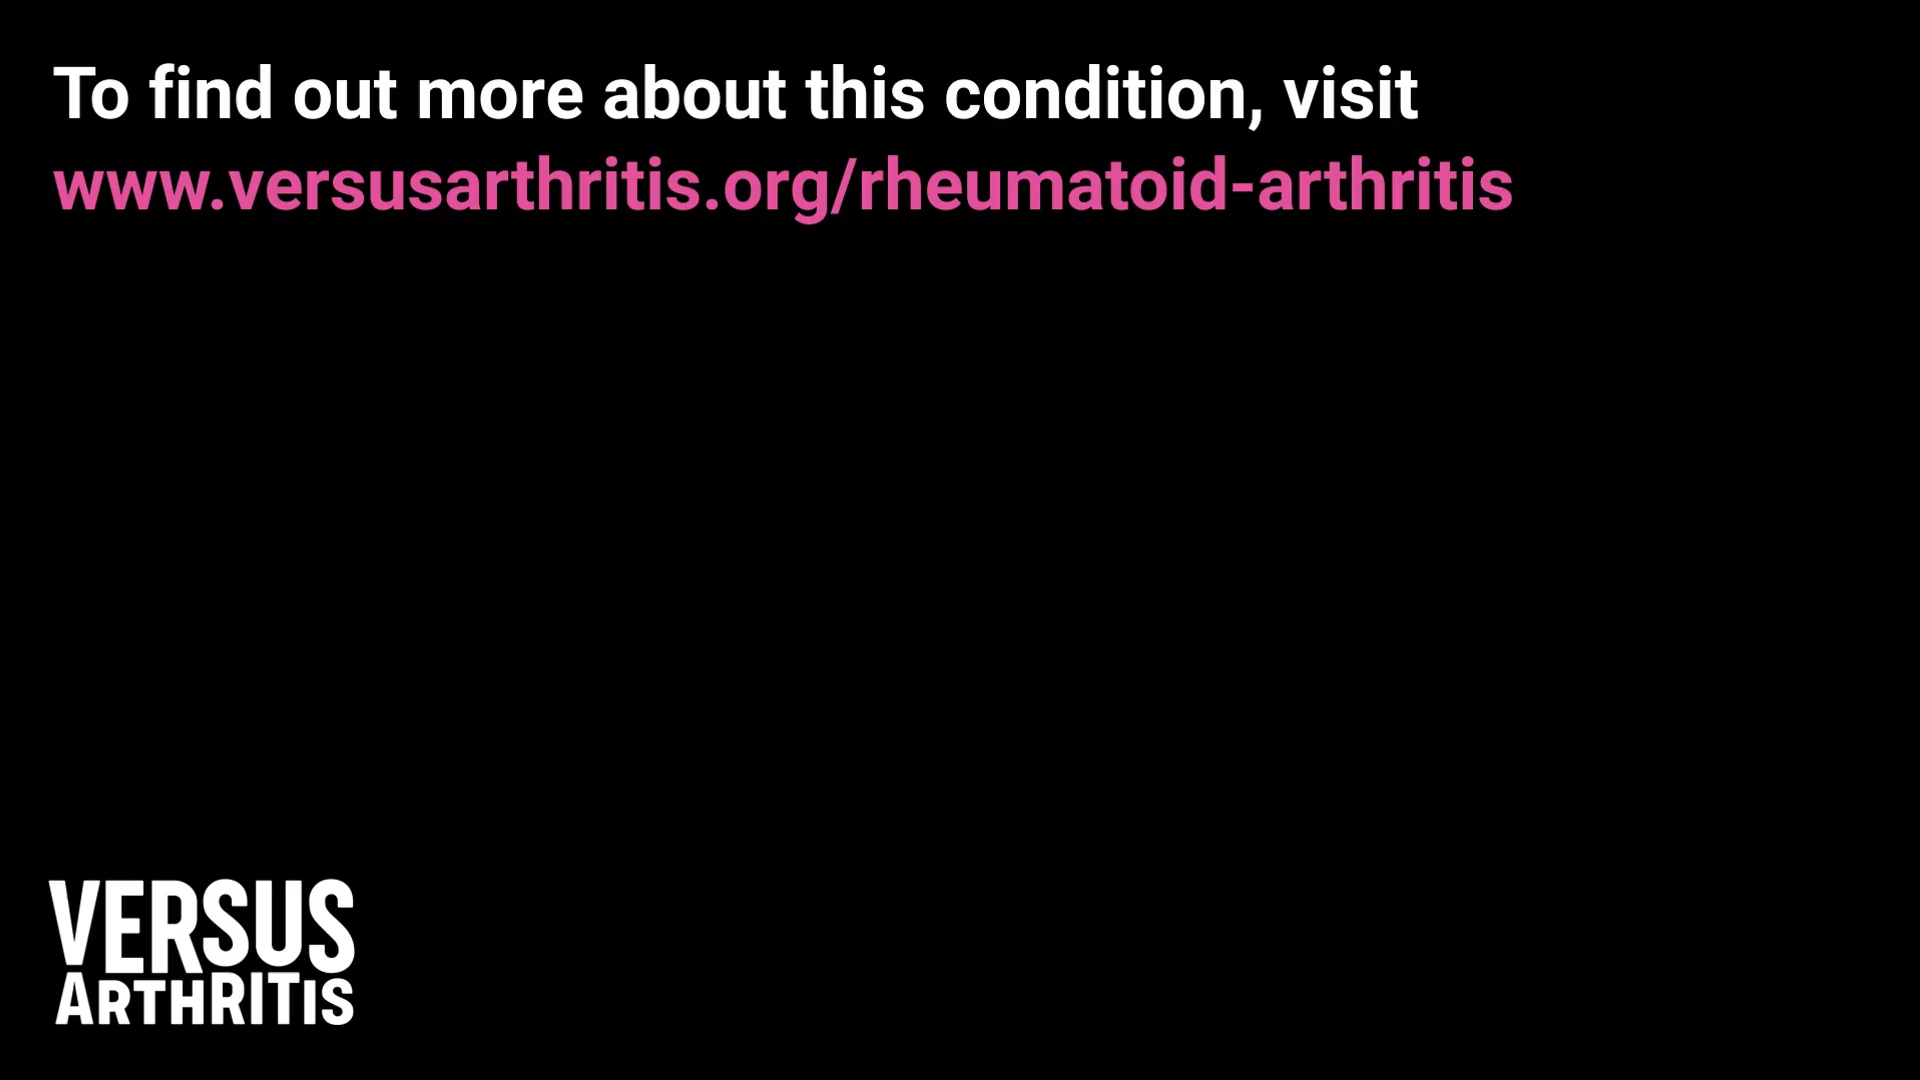 To find out more about this condition, visit
www.versusarthritis.org/rheumatoid-arthritis
VERSUS
ARTHRITIS